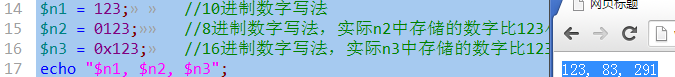 网页标题
14 $n1 = 123;»  »  //10进制数字写法
15 $n2 = 0123;»»  //8进制数字写法，实际n2中存储的数字比123
16 $n3 = 0x123;»  //16进制数字写法，实际n3中存储的数字比123
17 echo "$n1, $n2, $n3";
123, 83, 291